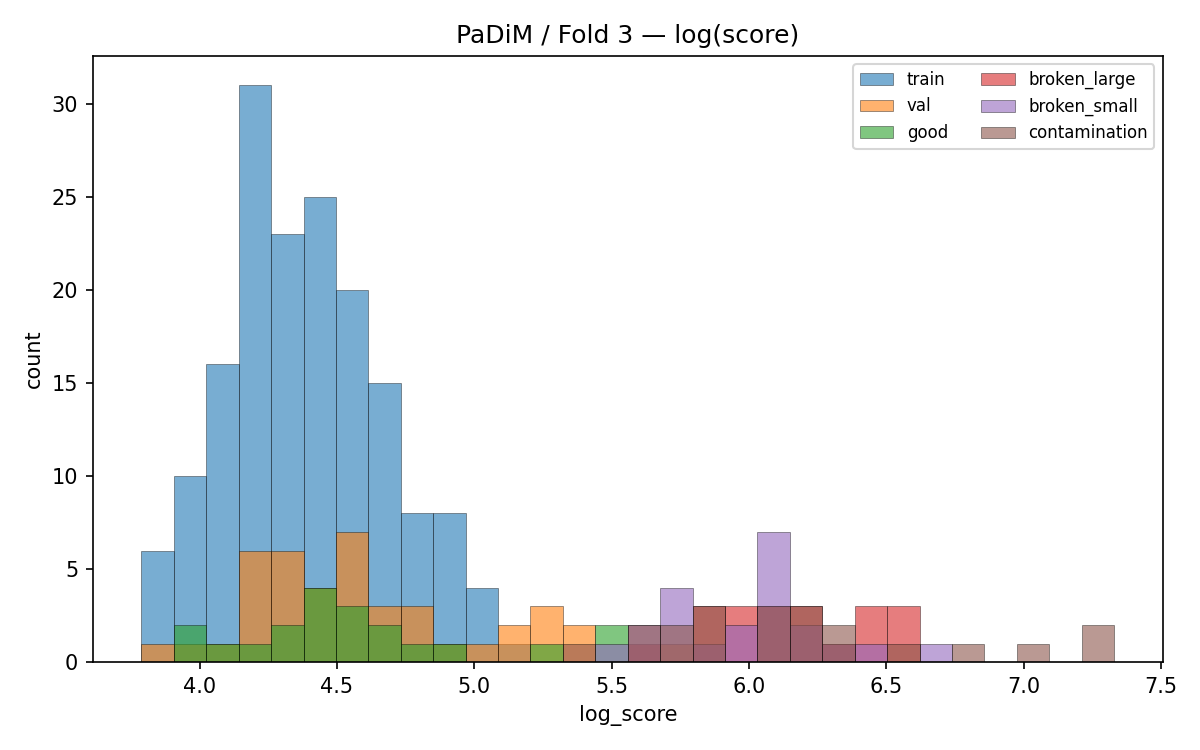 PaDiM / Fold 3 — log(score)
train
val
good
broken_large
broken_small
contamination
count
30
25
20
15
10
5
0
4.0 4.5 5.0 5.5 6.0 6.5 7.0 7.5
log_score